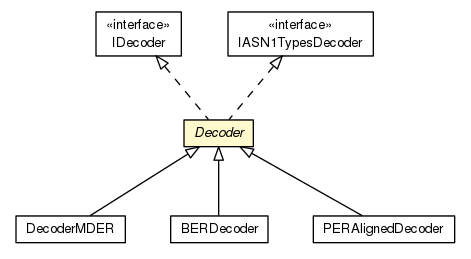 «interface»
IDecoder
«interface»
IASN1TypesDecoder
Decoder
DecoderMDER
BERDecoder
PERAlignedDecoder